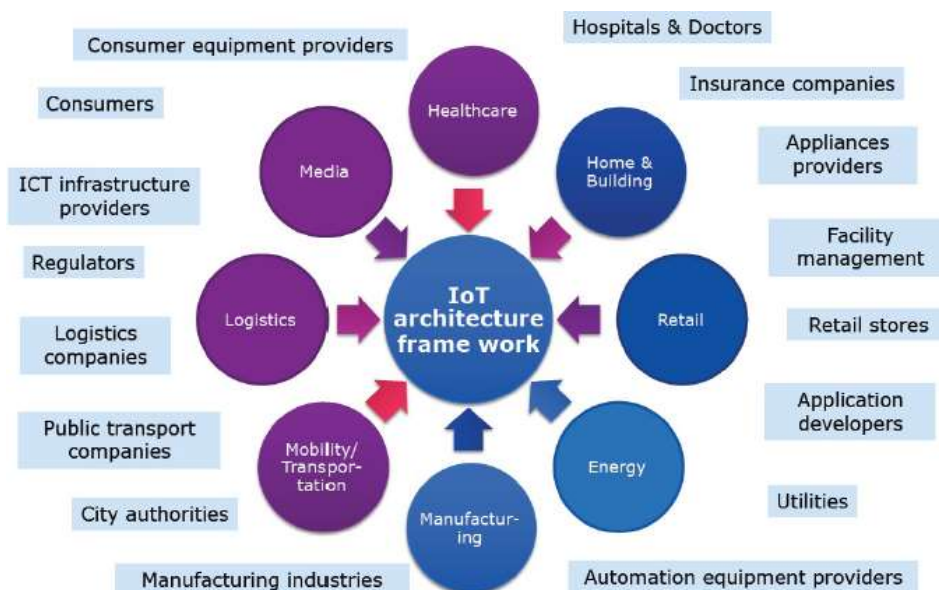 Consumer equipment providers
Hospitals & Doctors
Consumers
Healthcare
Insurance companies
Media
Home &
Building
Appliances
providers
ICT infrastructure
providers
Regulators
Facility
management
Logistics
IoT
architecture
frame work
Retail
Logistics
companies
Retail stores
Public transport
companies
Mobility/
Transpor-
tation
Energy
Application
developers
City authorities
Manufactur-
ing
Utilities
Manufacturing industries
Automation equipment providers